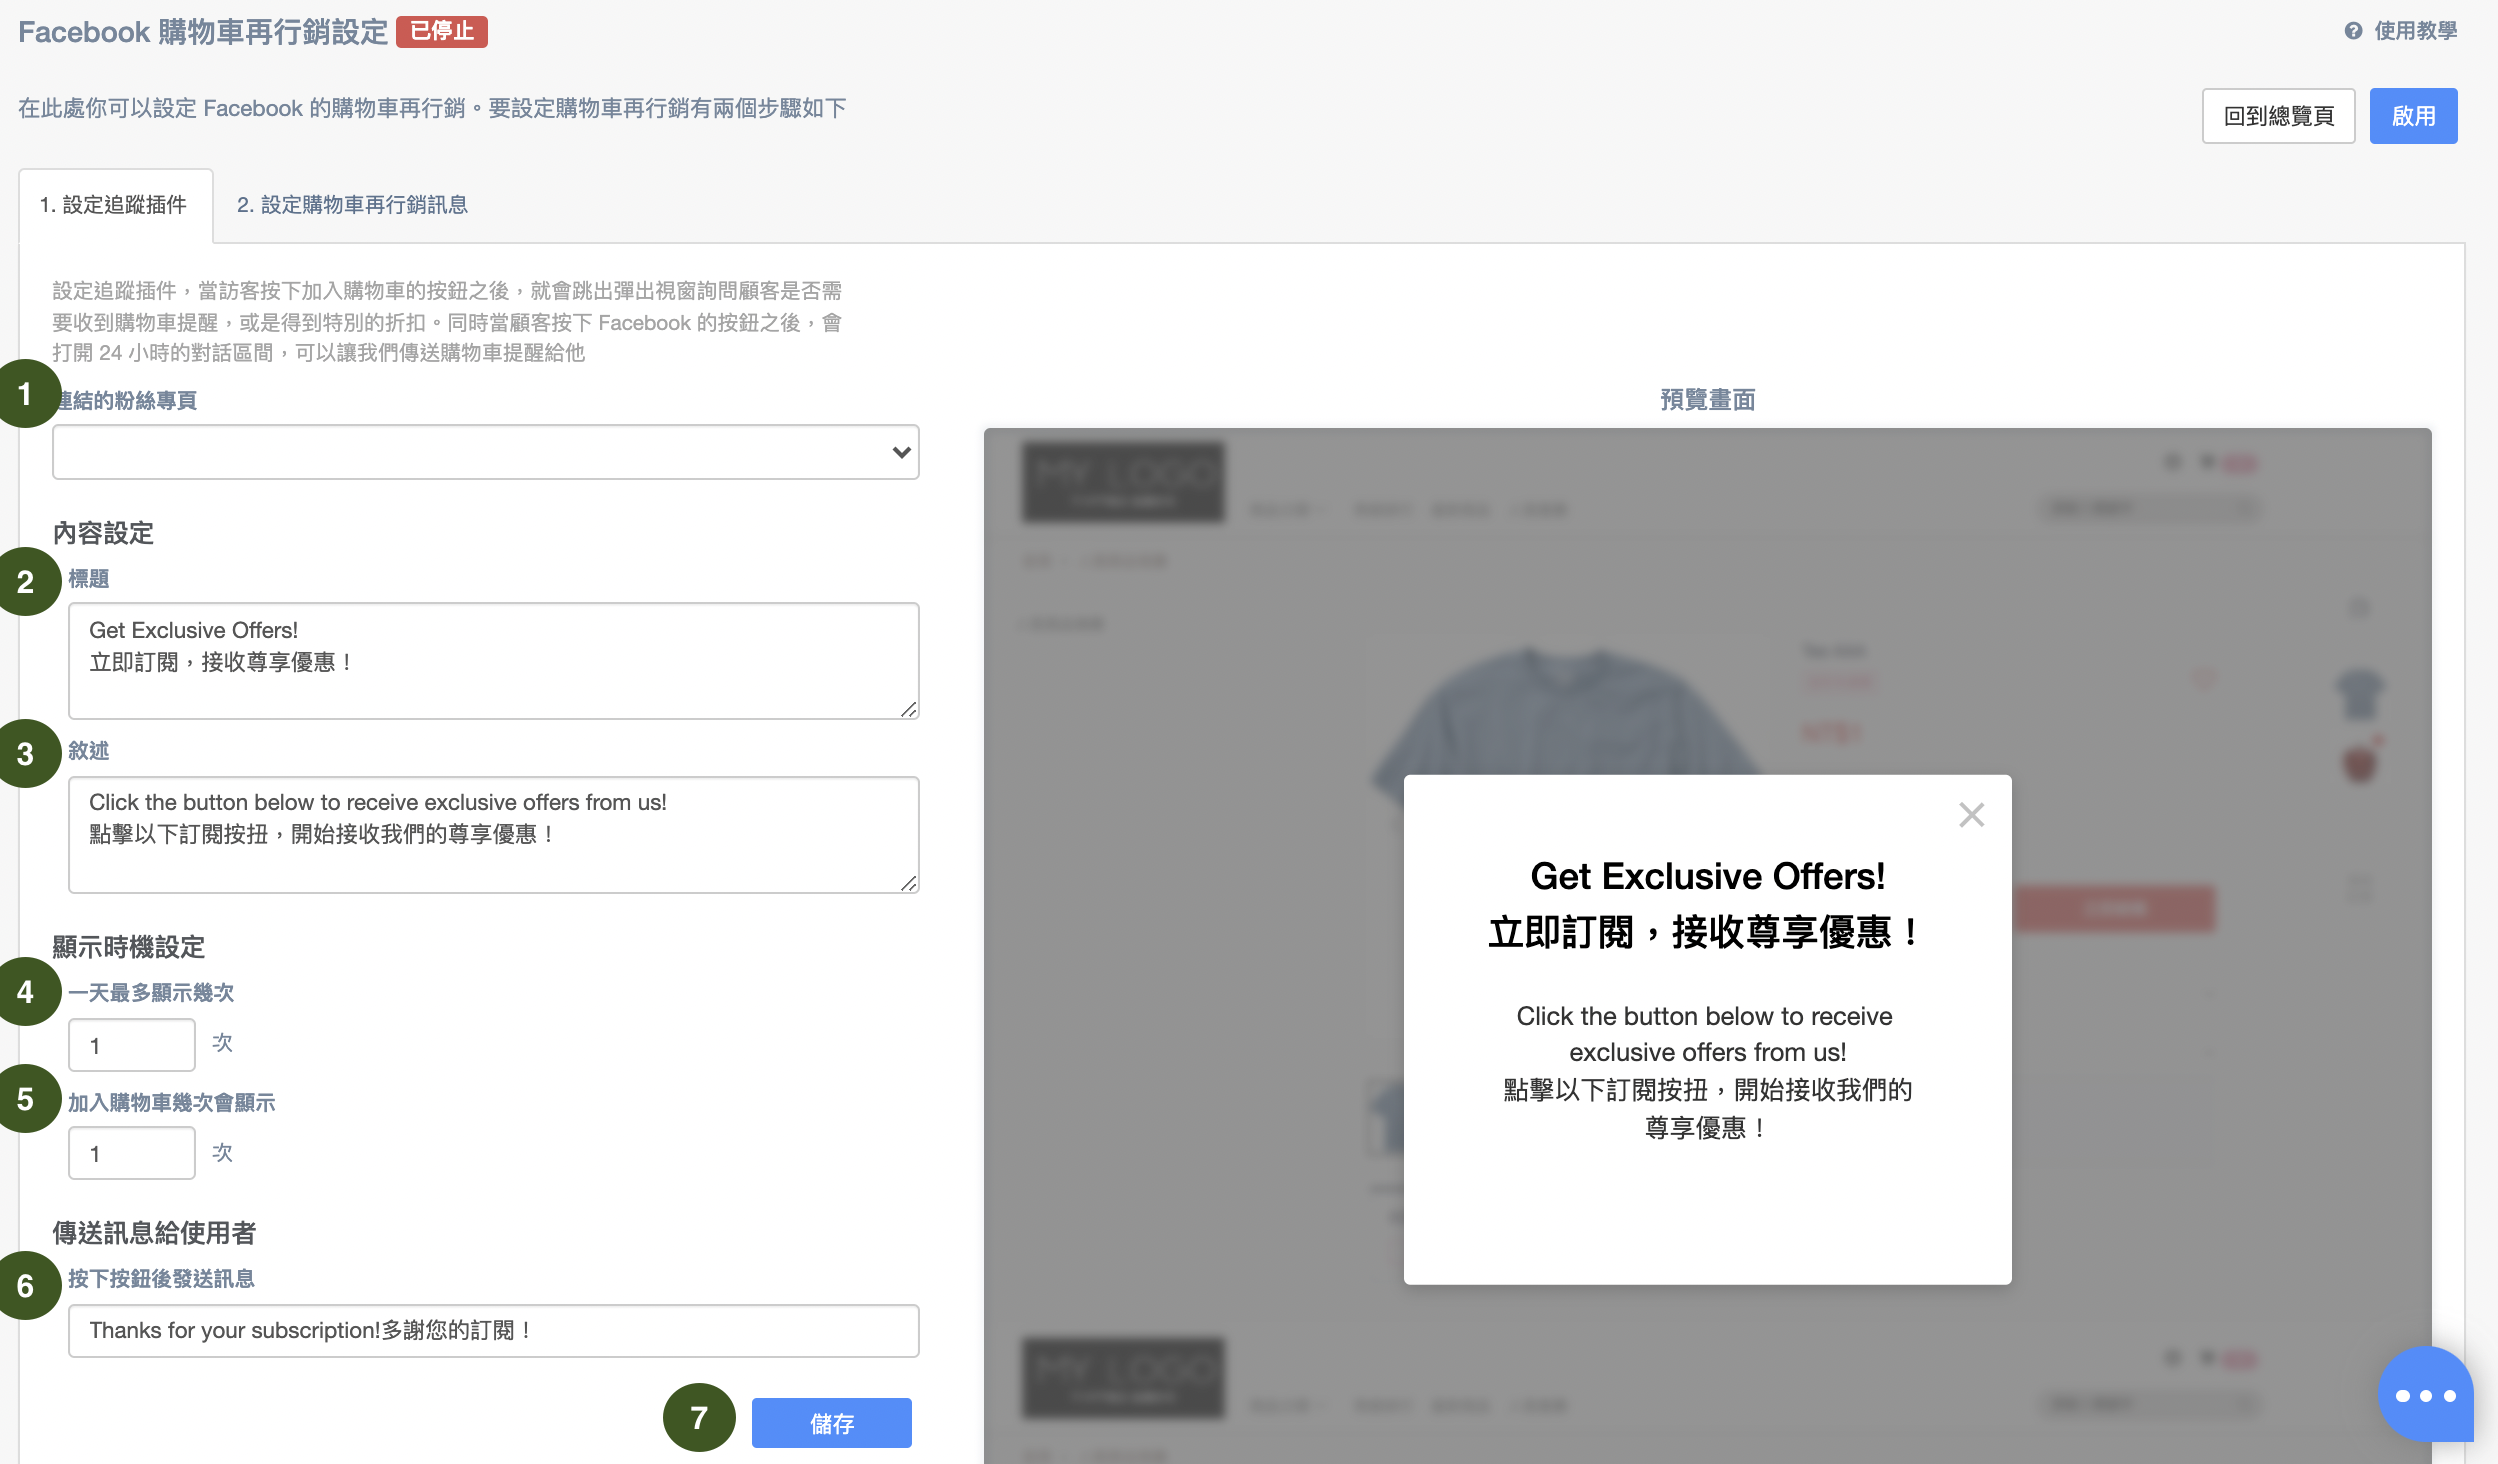 Facebook 購物車再行銷設定 已停止
使用教學
在此處你可以設定 Facebook 的購物車再行銷。要設定購物車再行銷有兩個步驟如下
回到總覽頁
啟用
1. 設定追蹤插件
2. 設定購物車再行銷訊息
設定追蹤插件，當訪客按下加入購物車的按鈕之後，就會跳出彈出視窗詢問顧客是否需
要收到購物車提醒，或是得到特別的折扣。同時當顧客按下 Facebook 的按鈕之後，會
打開 24 小時的對話區間，可以讓我們傳送購物車提醒給他
1
連結的粉絲專頁
內容設定
2
標題
Get Exclusive Offers!
立即訂閱，接收尊享優惠！
3
敘述
Click the button below to receive exclusive offers from us!
點擊以下訂閱按扭，開始接收我們的尊享優惠！
顯示時機設定
4
一天最多顯示幾次
1 次
5
加入購物車幾次會顯示
1 次
傳送訊息給使用者
6
按下按鈕後發送訊息
Thanks for your subscription!多謝您的訂閱！
7
儲存
預覽畫面
MY LOGO
Get Exclusive Offers!
立即訂閱，接收尊享優惠！
Click the button below to receive
exclusive offers from us!
點擊以下訂閱按扭，開始接收我們的
尊享優惠！
MY LOGO